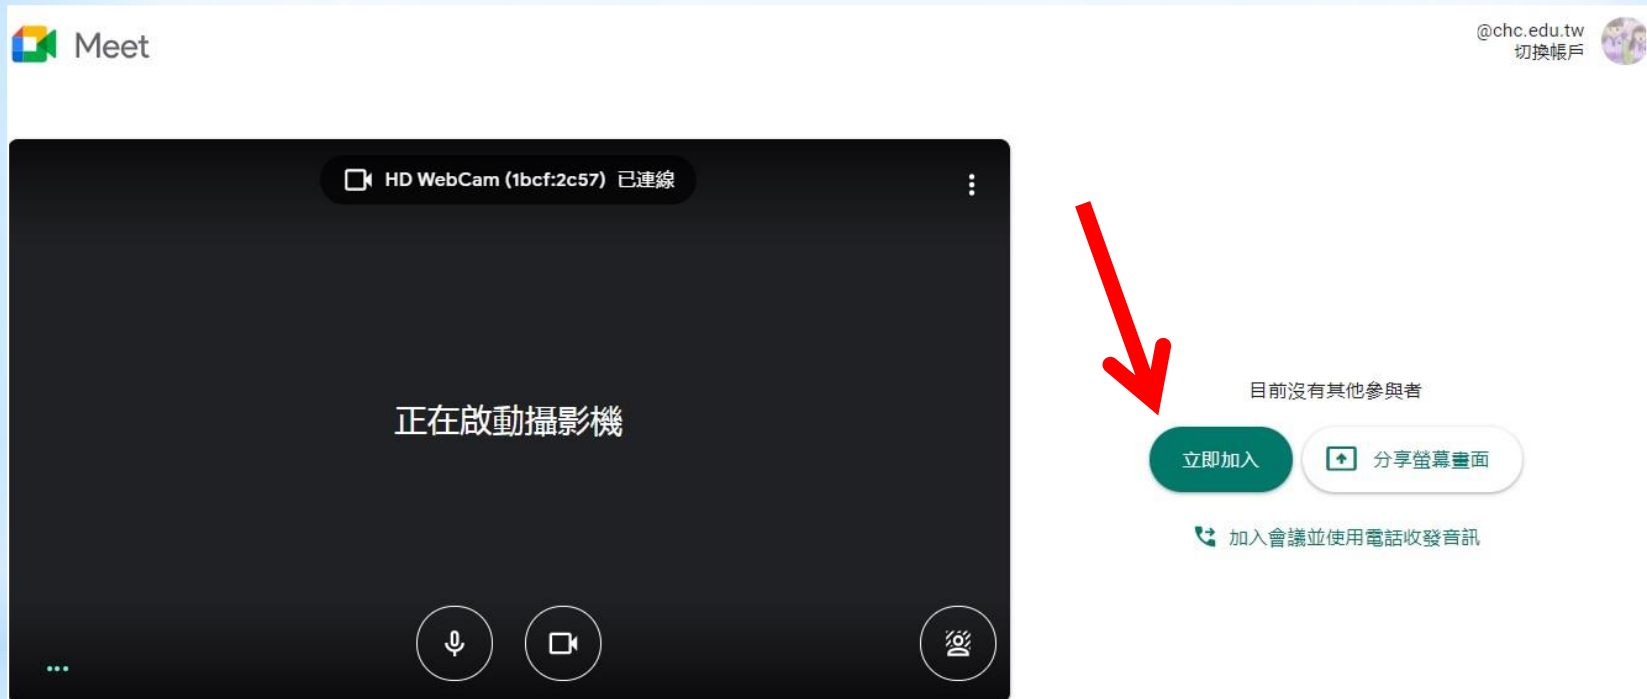 Meet
@chc.edu.tw
切換帳戶
HD WebCam (1bcf:2c57) 已連線
正在啟動攝影機
目前沒有其他參與者
立即加入
分享螢幕畫面
加入會議並使用電話收發音訊